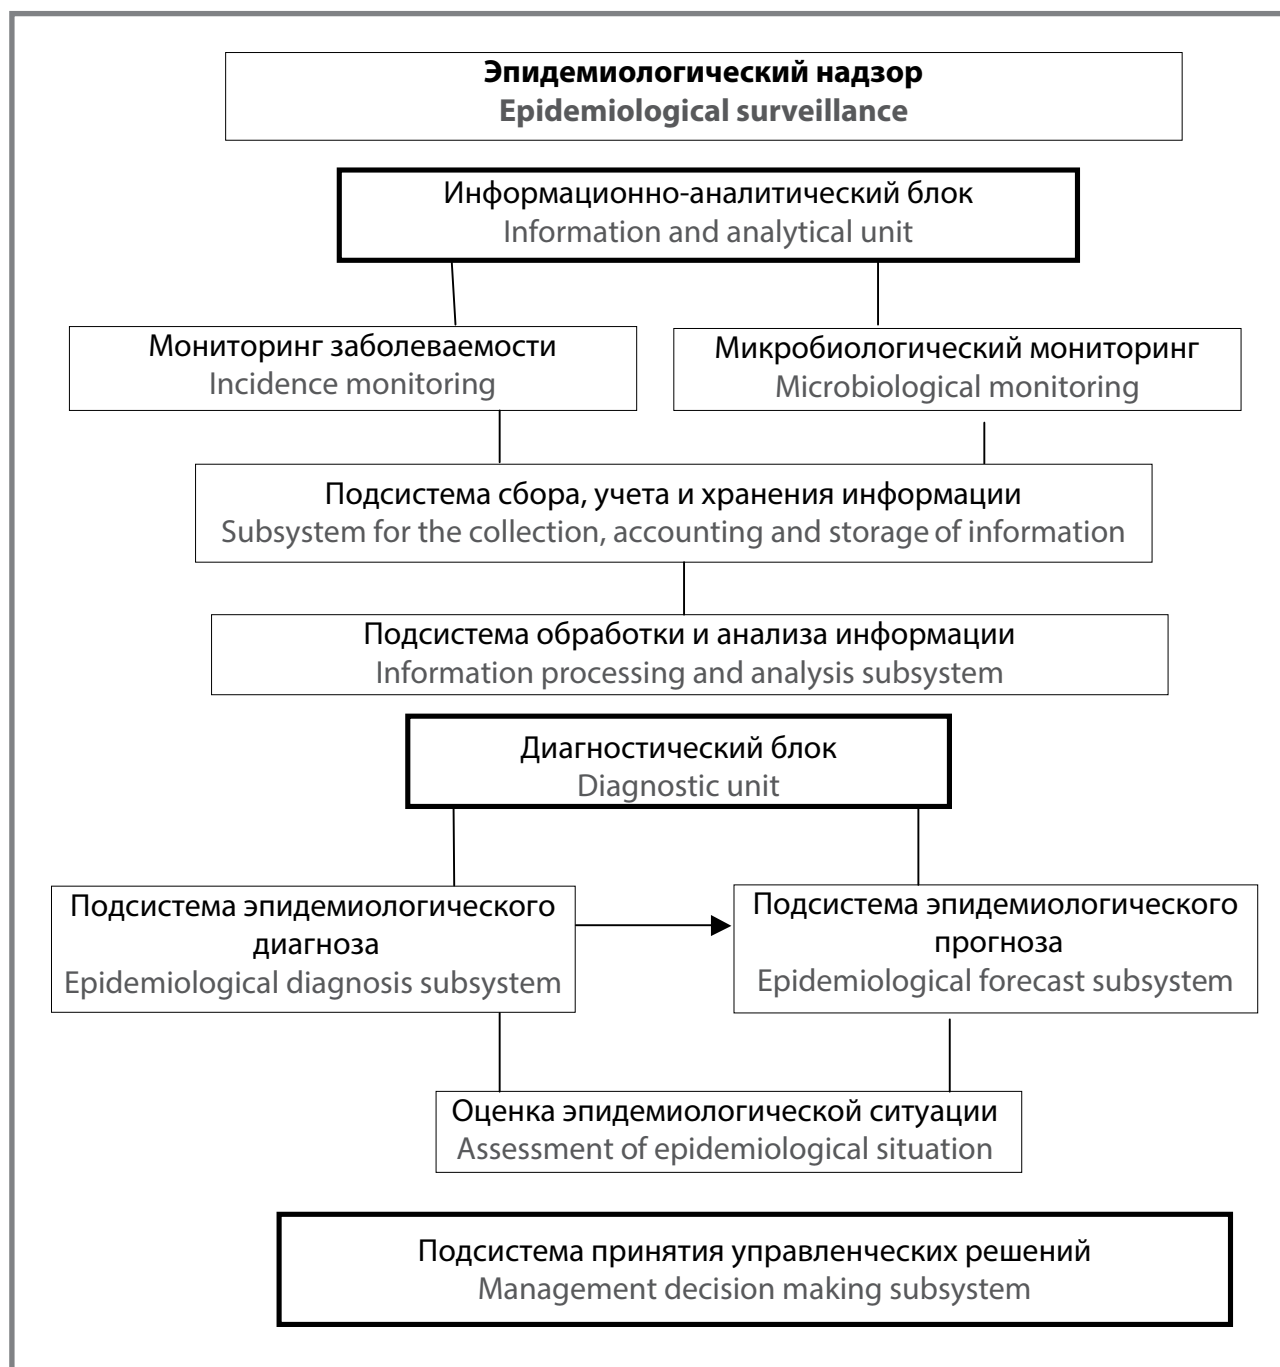 Эпидемиологический надзор
Epidemiological surveillance
Информационно-аналитический блок
Information and analytical unit
Мониторинг заболеваемости
Incidence monitoring
Микробиологический мониторинг
Microbiological monitoring
Подсистема сбора, учета и хранения информации
Subsystem for the collection, accounting and storage of information
Подсистема обработки и анализа информации
Information processing and analysis subsystem
Диагностический блок
Diagnostic unit
Подсистема эпидемиологического
диагноза
Epidemiological diagnosis subsystem
Подсистема эпидемиологического
прогноза
Epidemiological forecast subsystem
Оценка эпидемиологической ситуации
Assessment of epidemiological situation
Подсистема принятия управленческих решений
Management decision making subsystem